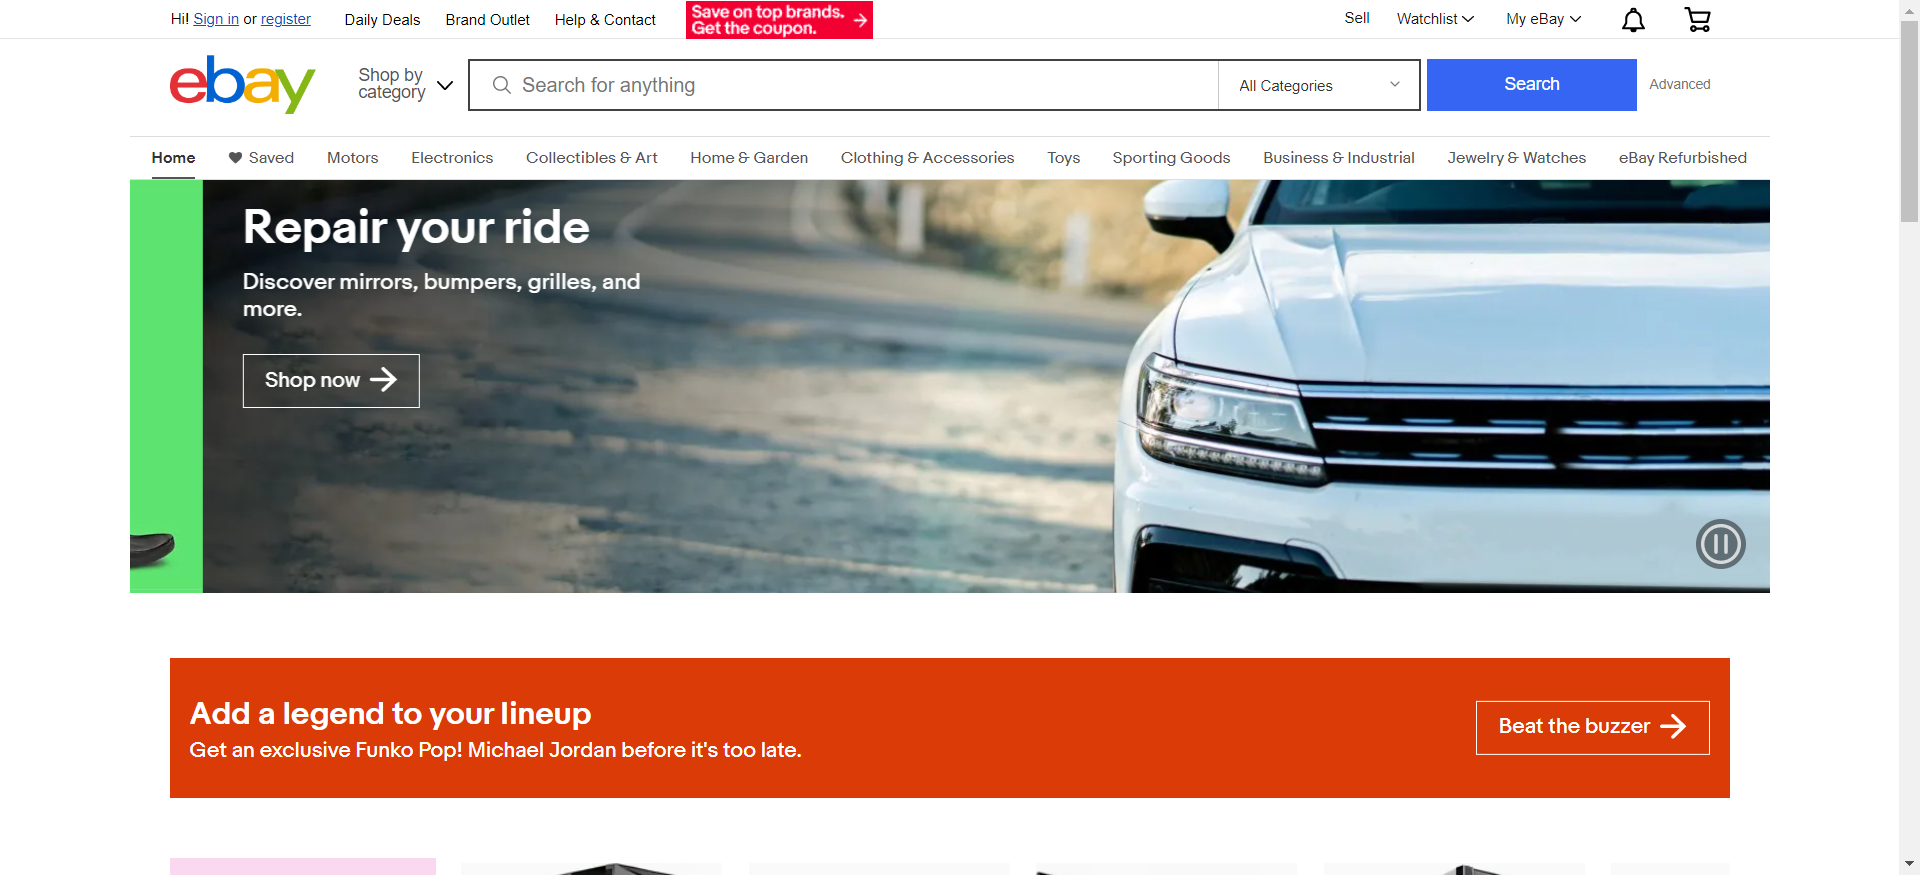 Hi! Sign in or register
Daily Deals
Brand Outlet
Help & Contact
Save on top brands.
Get the coupon.
Sell
Watchlist
My eBay
ebay
Shop by
category
Search for anything
All Categories
Search
Advanced
Home
Saved
Motors
Electronics
Collectibles & Art
Home & Garden
Clothing & Accessories
Toys
Sporting Goods
Business & Industrial
Jewelry & Watches
eBay Refurbished
Repair your ride
Discover mirrors, bumpers, grilles, and
more.
Shop now
Add a legend to your lineup
Get an exclusive Funko Pop! Michael Jordan before it's too late.
Beat the buzzer